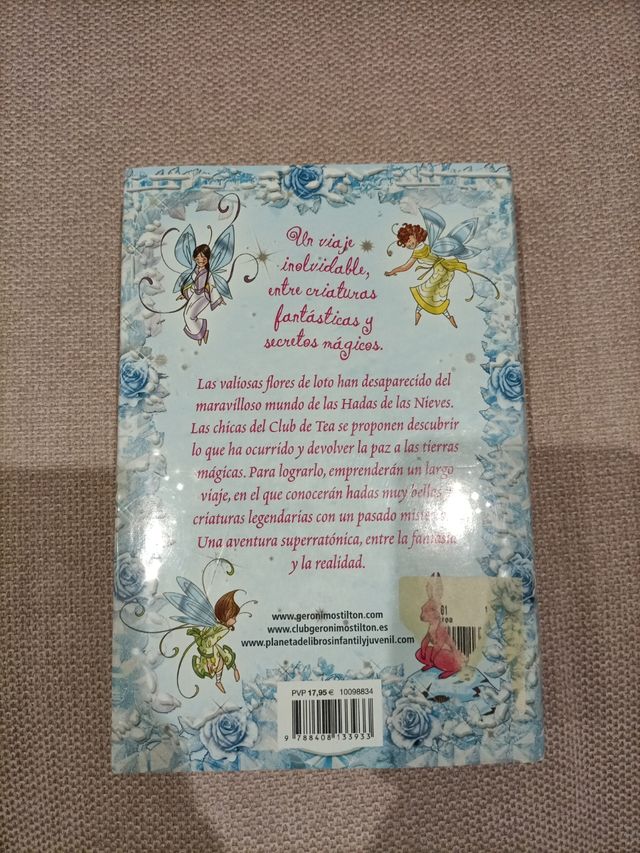 Un viaje
inolvidable,
entre criaturas
fantásticas y
secretos mágicos.
Las valiosas flores de loto han desaparecido del
maravilloso mundo de las Hadas de las Nieves.
Las chicas del Club de Tea se proponen descubrir
lo que ha ocurrido y devolver la paz a las tierras
mágicas. Para lograrlo, emprenderán un largo
viaje, en el que conocerán hadas muy bellas
criaturas legendarias con un pasado
Una aventura superratónica, entre la fantasía
y la realidad.
www.geronimostilton.com
www.clubgeronimostilton.es
www.planetadelibrosinfantilyjuvenil.com
01
PVP 17,95 € 10098834
9 788408 133933